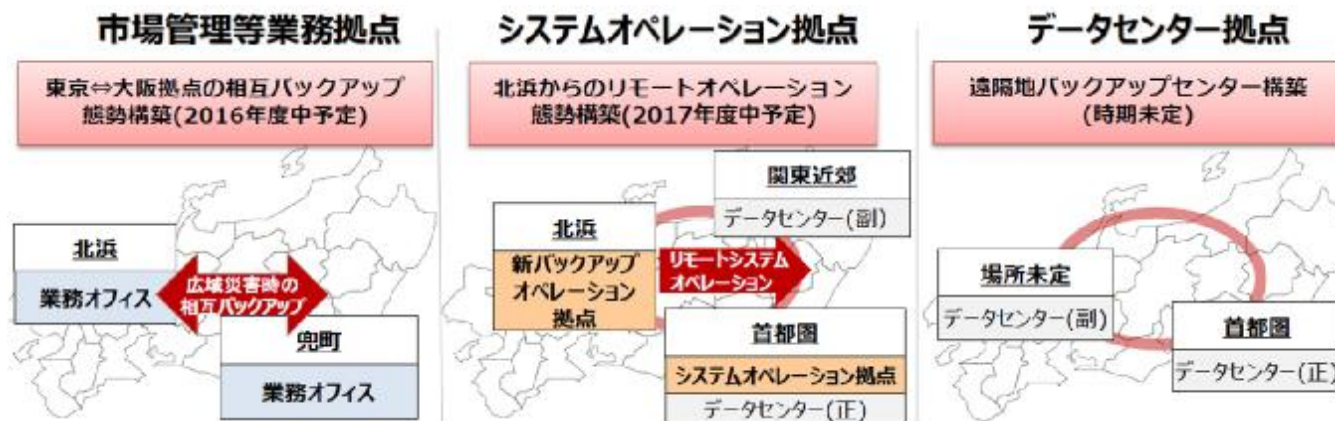 市場管理等業務拠点
東京⇔大阪拠点の相互バックアップ
態勢構築(2016年度中予定)
北浜
業務オフィス
広域災害時の
相互バックアップ
兜町
業務オフィス
システムオペレーション拠点
北浜からのリモートオペレーション
態勢構築(2017年度中予定)
関東近郊
データセンター(副)
北浜
新バックアップ
オペレーション
拠点
リモートシステム
オペレーション
首都圏
システムオペレーション拠点
データセンター(正)
データセンター拠点
遠隔地バックアップセンター構築
(時期未定)
場所未定
データセンター(副)
首都圏
データセンター(正)